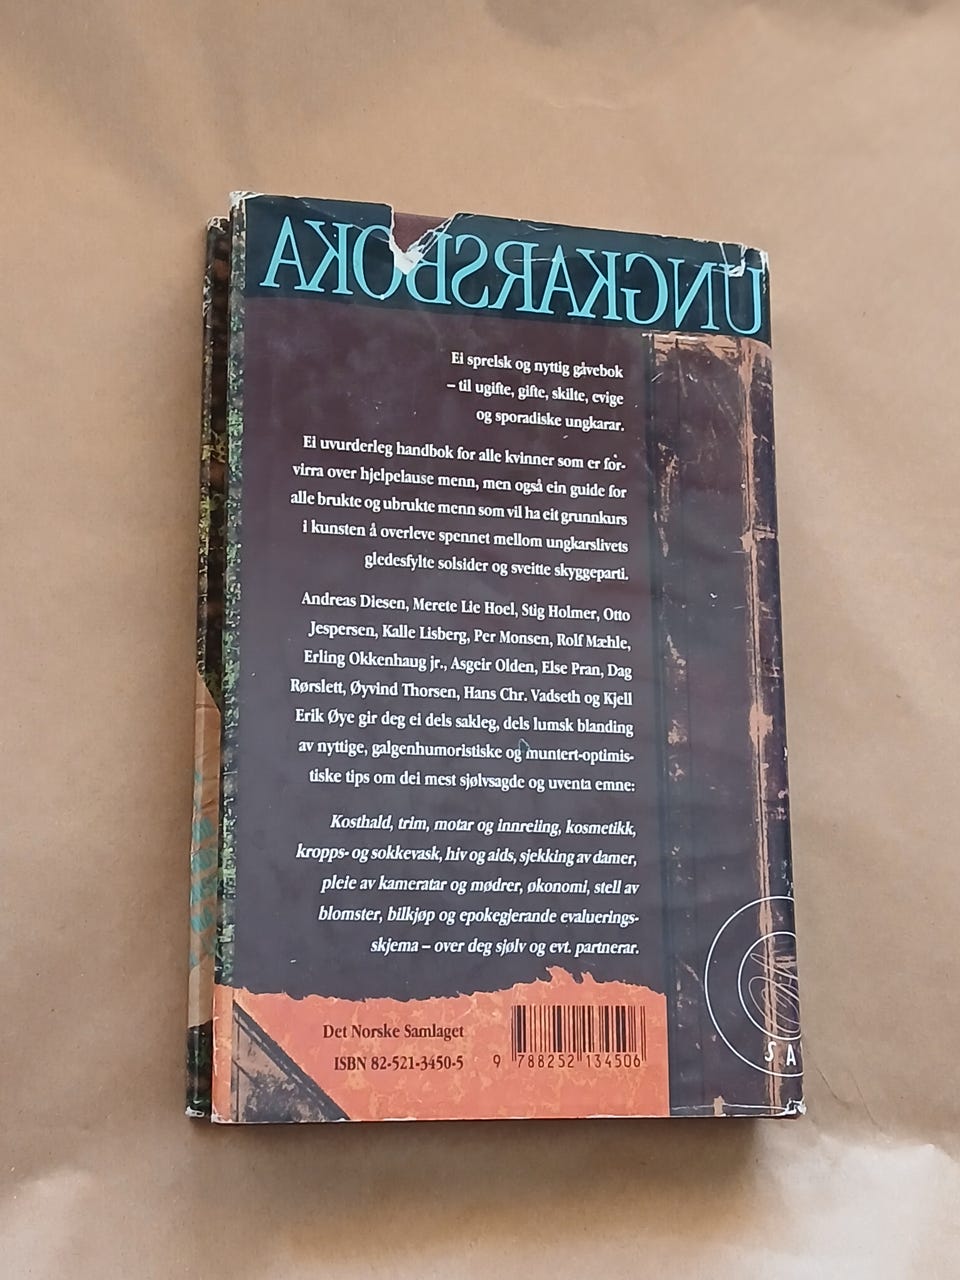 UNGKARSBOKA
Ei sprelsk og nyttig gåvebok
– til ugifte, gifte, skilte, evige
og sporadiske ungkarar.
Ei uvurderleg handbok for alle kvinner som er for-
virra over hjelpelause menn, men også ein guide for
alle brukte og ubrukte menn som vil ha eit grunnkurs
i kunsten å overleve spennet mellom ungkarslivets
gledesfylte solsider og sveitte skyggeparti.
Andreas Diesen, Merete Lie Hoel, Stig Holmer, Otto
Jespersen, Kalle Lisberg, Per Monsen, Rolf Mæhle,
Erling Okkenhaug jr., Asgeir Olden, Else Pran, Dag
Rørslett, Øyvind Thorsen, Hans Chr. Vadseth og Kjell
Erik Øye gir deg ei dels sakleg, dels lumsk blanding
av nyttige, galgenhumoristiske og muntert-optimis-
tiske tips om dei mest sjølvsagde og uventa emne:
Kosthald, trim, motar og innreiing, kosmetikk,
kropps- og sokkevask, hiv og aids, sjekking av damer,
pleie av kameratar og mødrer, økonomi, stell av
blomster, bilkjøp og epokegjerande evaluerings-
skjema – over deg sjølv og evt. partnerar.
Det Norske Samlaget
ISBN 82-521-3450-5
9 788252 134506
SA